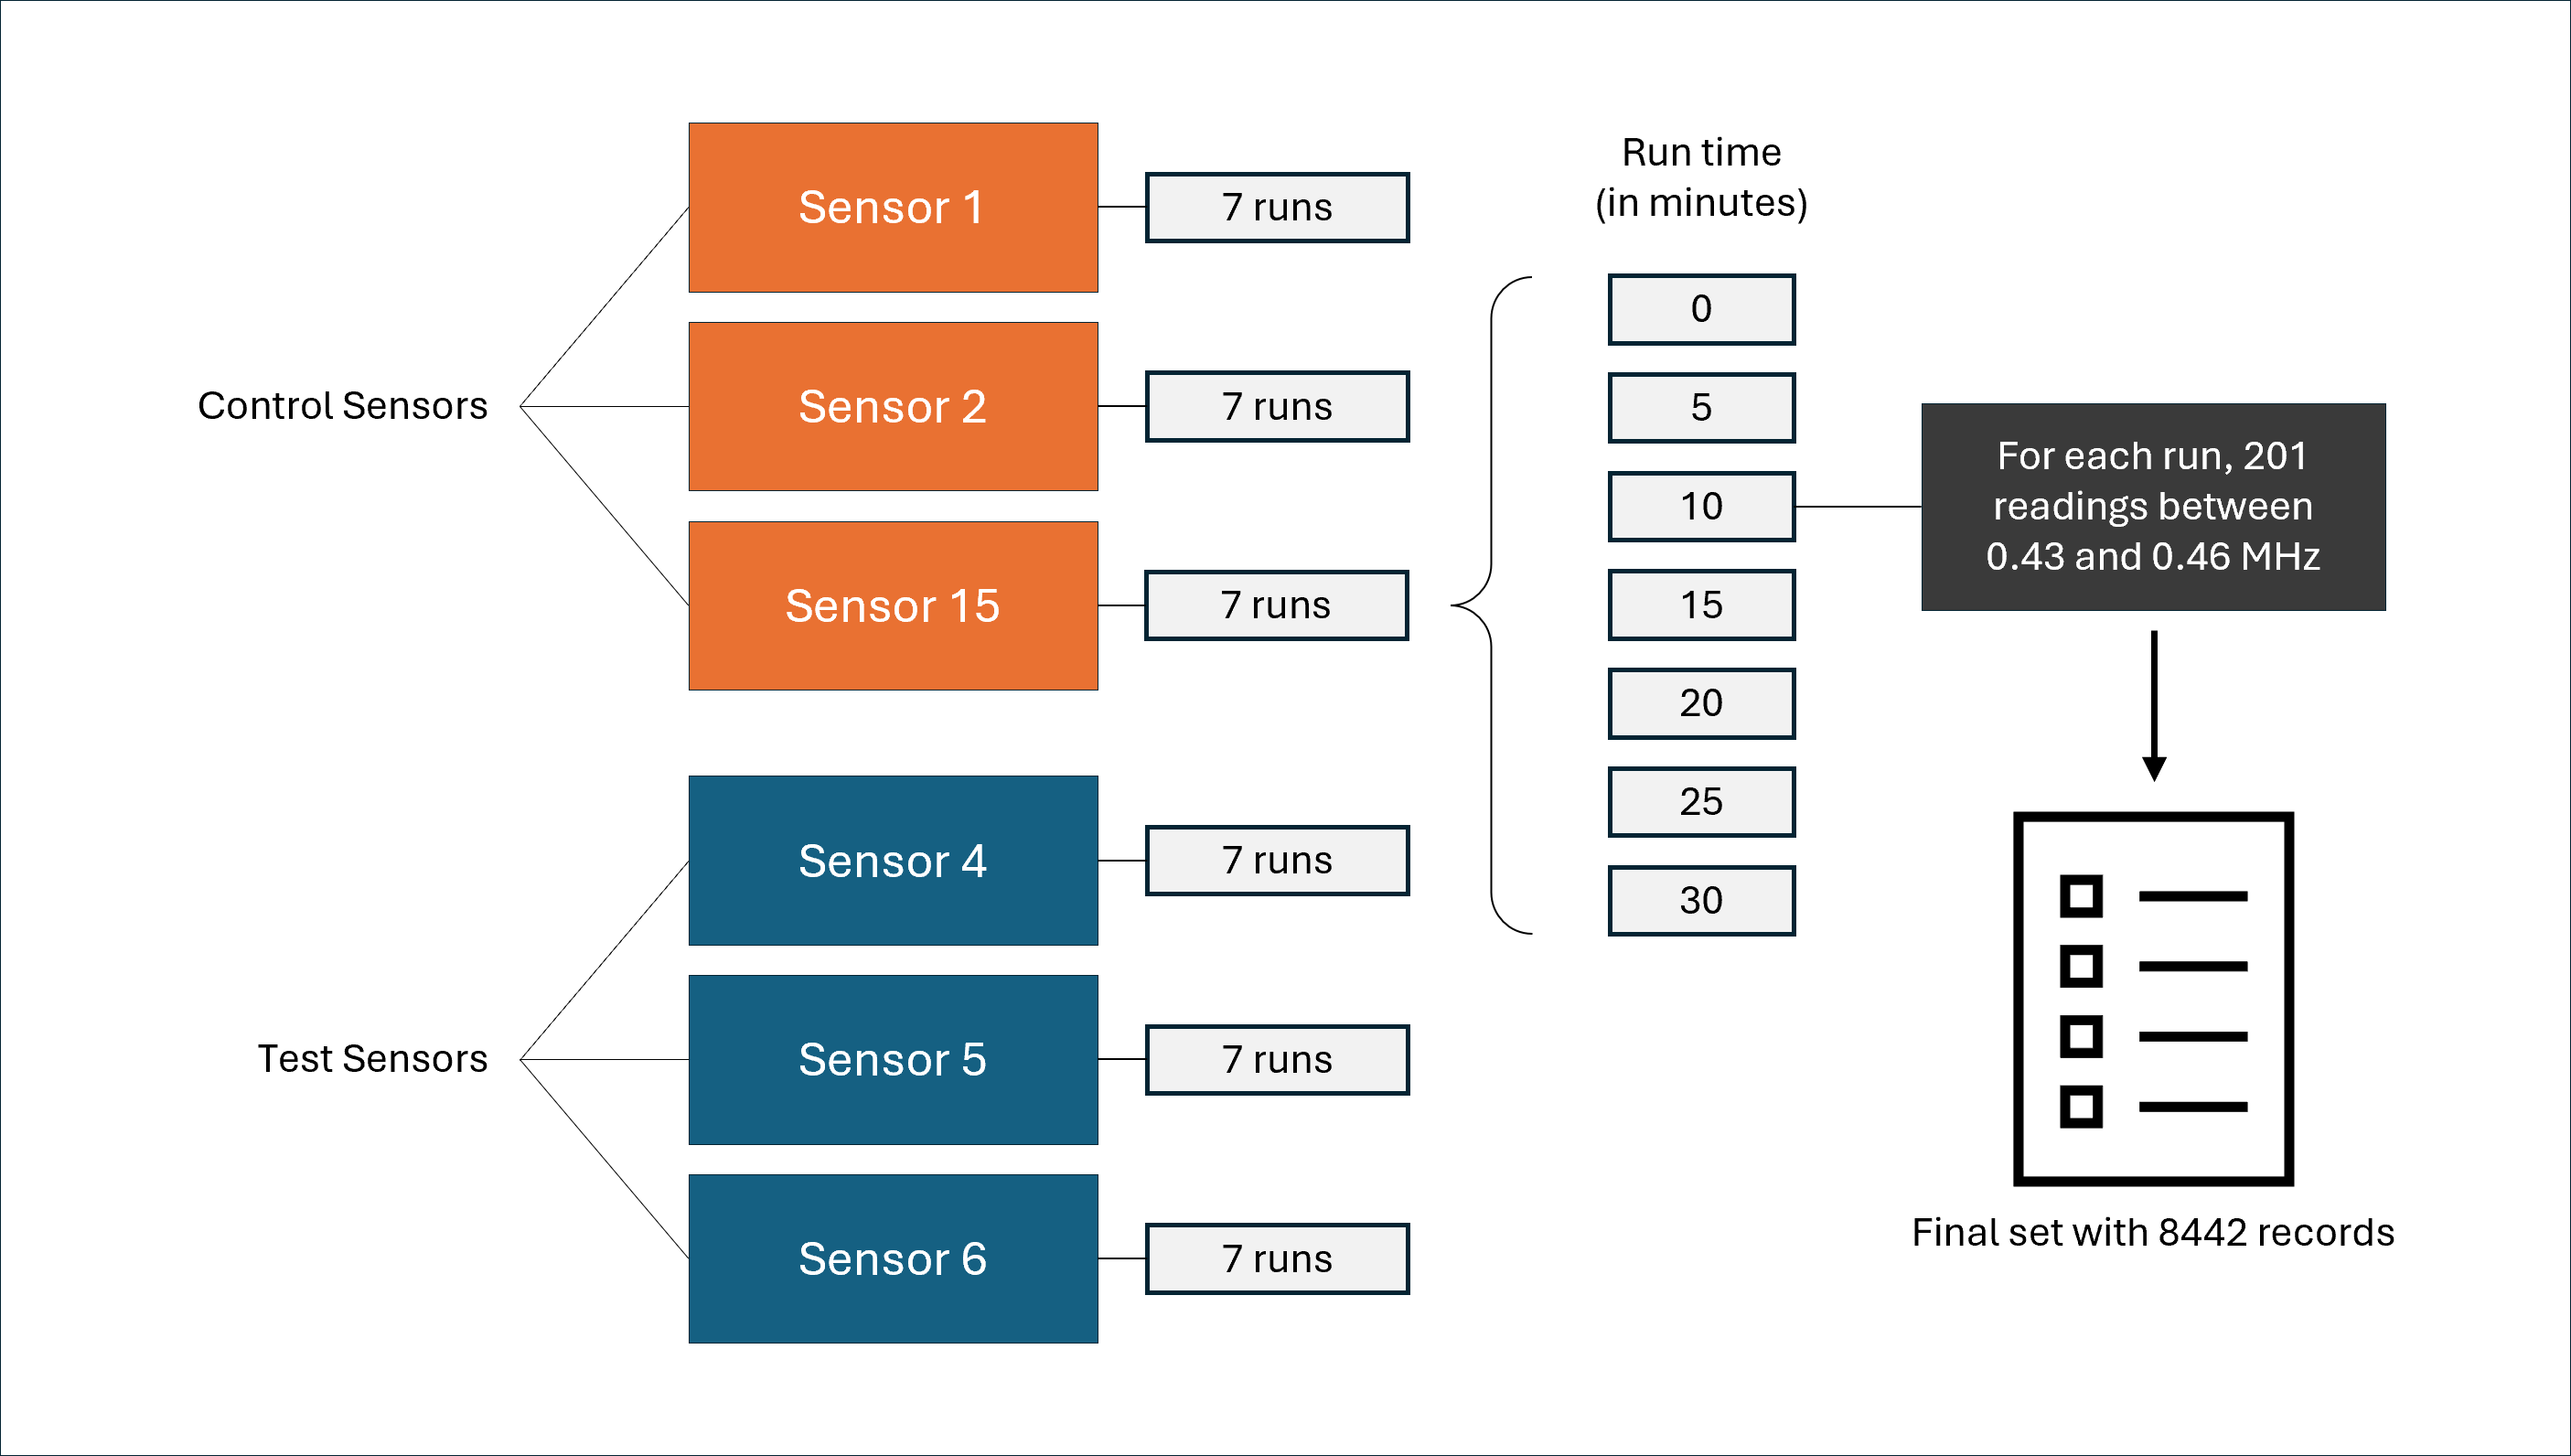 Control Sensors
Sensor 1
7 runs
Sensor 2
7 runs
Sensor 15
7 runs
Test Sensors
Sensor 4
7 runs
Sensor 5
7 runs
Sensor 6
7 runs
Run time
(in minutes)
0
5
10
15
20
25
30
For each run, 201
readings between
0.43 and 0.46 MHz
Final set with 8442 records